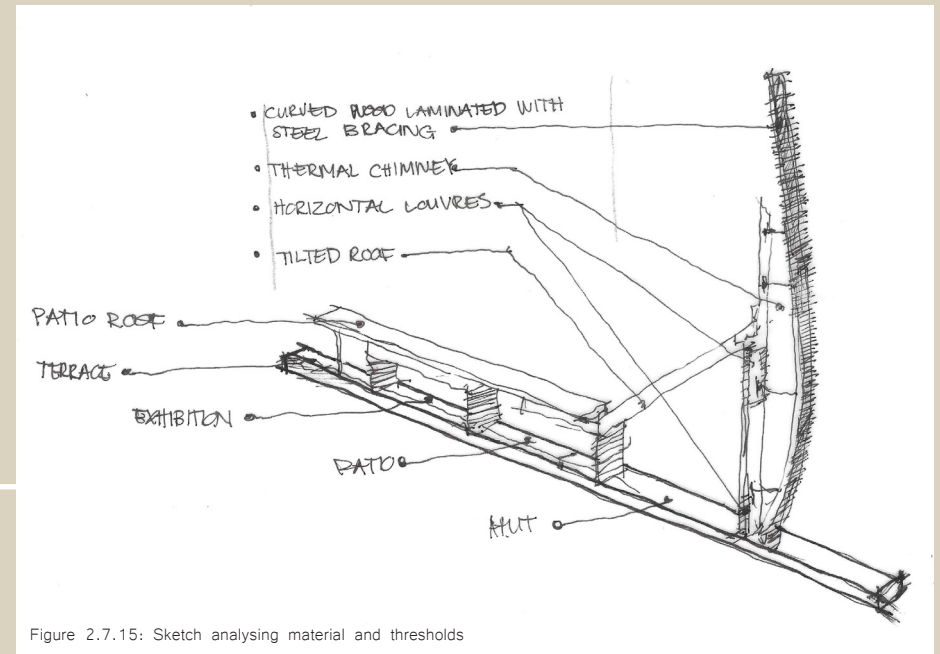 • CURVED WOOD LAMINATED WITH
STEEL BRACING
• THERMAL CHIMNEY
• HORIZONTAL LOUVRES
• TILTED ROOF
PATIO ROOF
TERRACE
EXHIBITION
PATIO
Figure 2.7.15: Sketch analysing material and thresholds